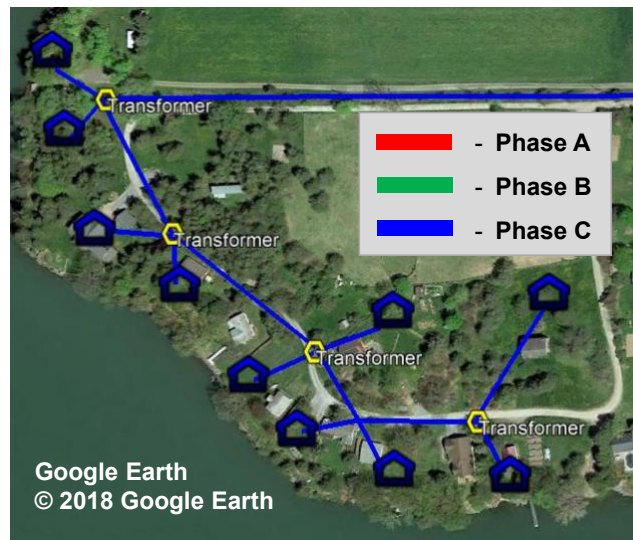 Transformer
- Phase A
- Phase B
- Phase C
Transformer
Transformer
Transformer
Google Earth
© 2018 Google Earth